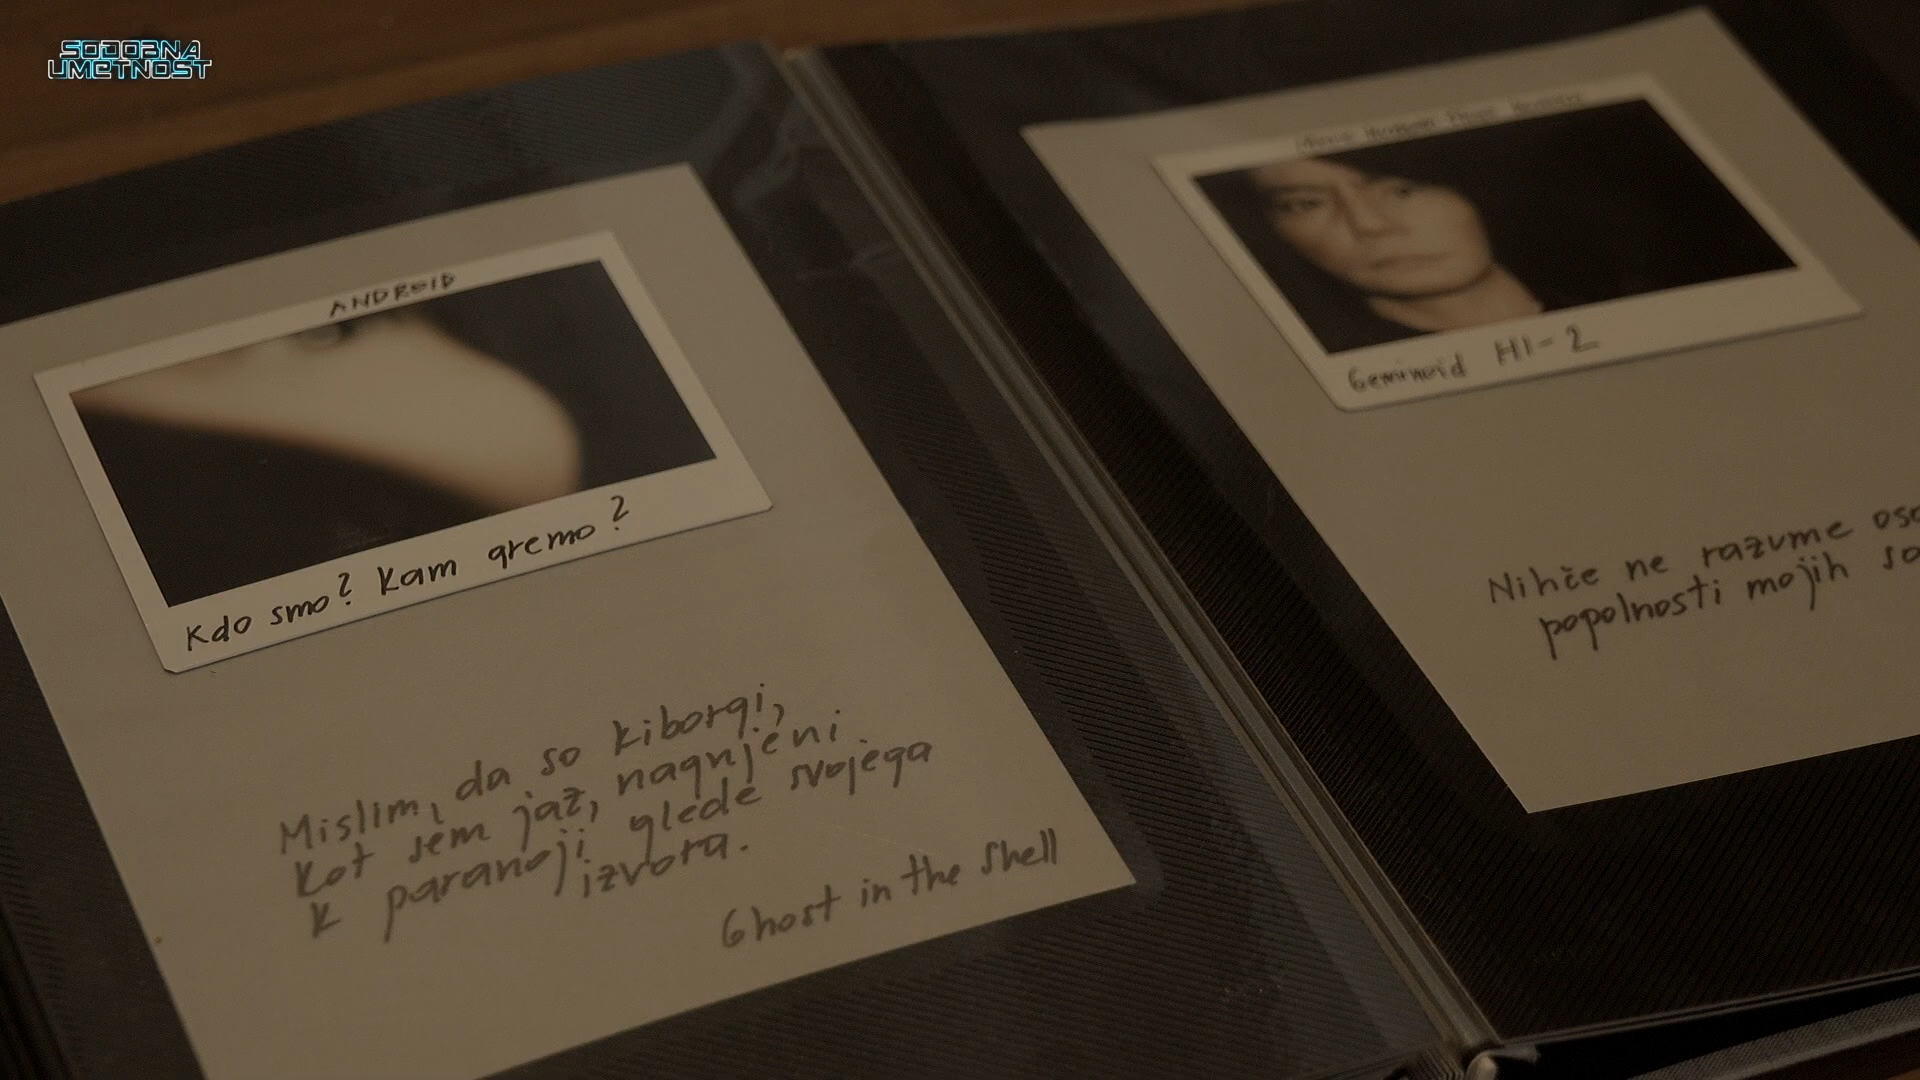 SODOBNA
UMETNOST
ANDROID
Kdo smo? Kam gremo?
Mislim, da so kiborgi,
kot sem jaz, nagnjeni
k paranoji glede svojega
izvora.
Ghost in the Shell
Geminoid HI-2
Nihče ne razume
popolnosti mojih